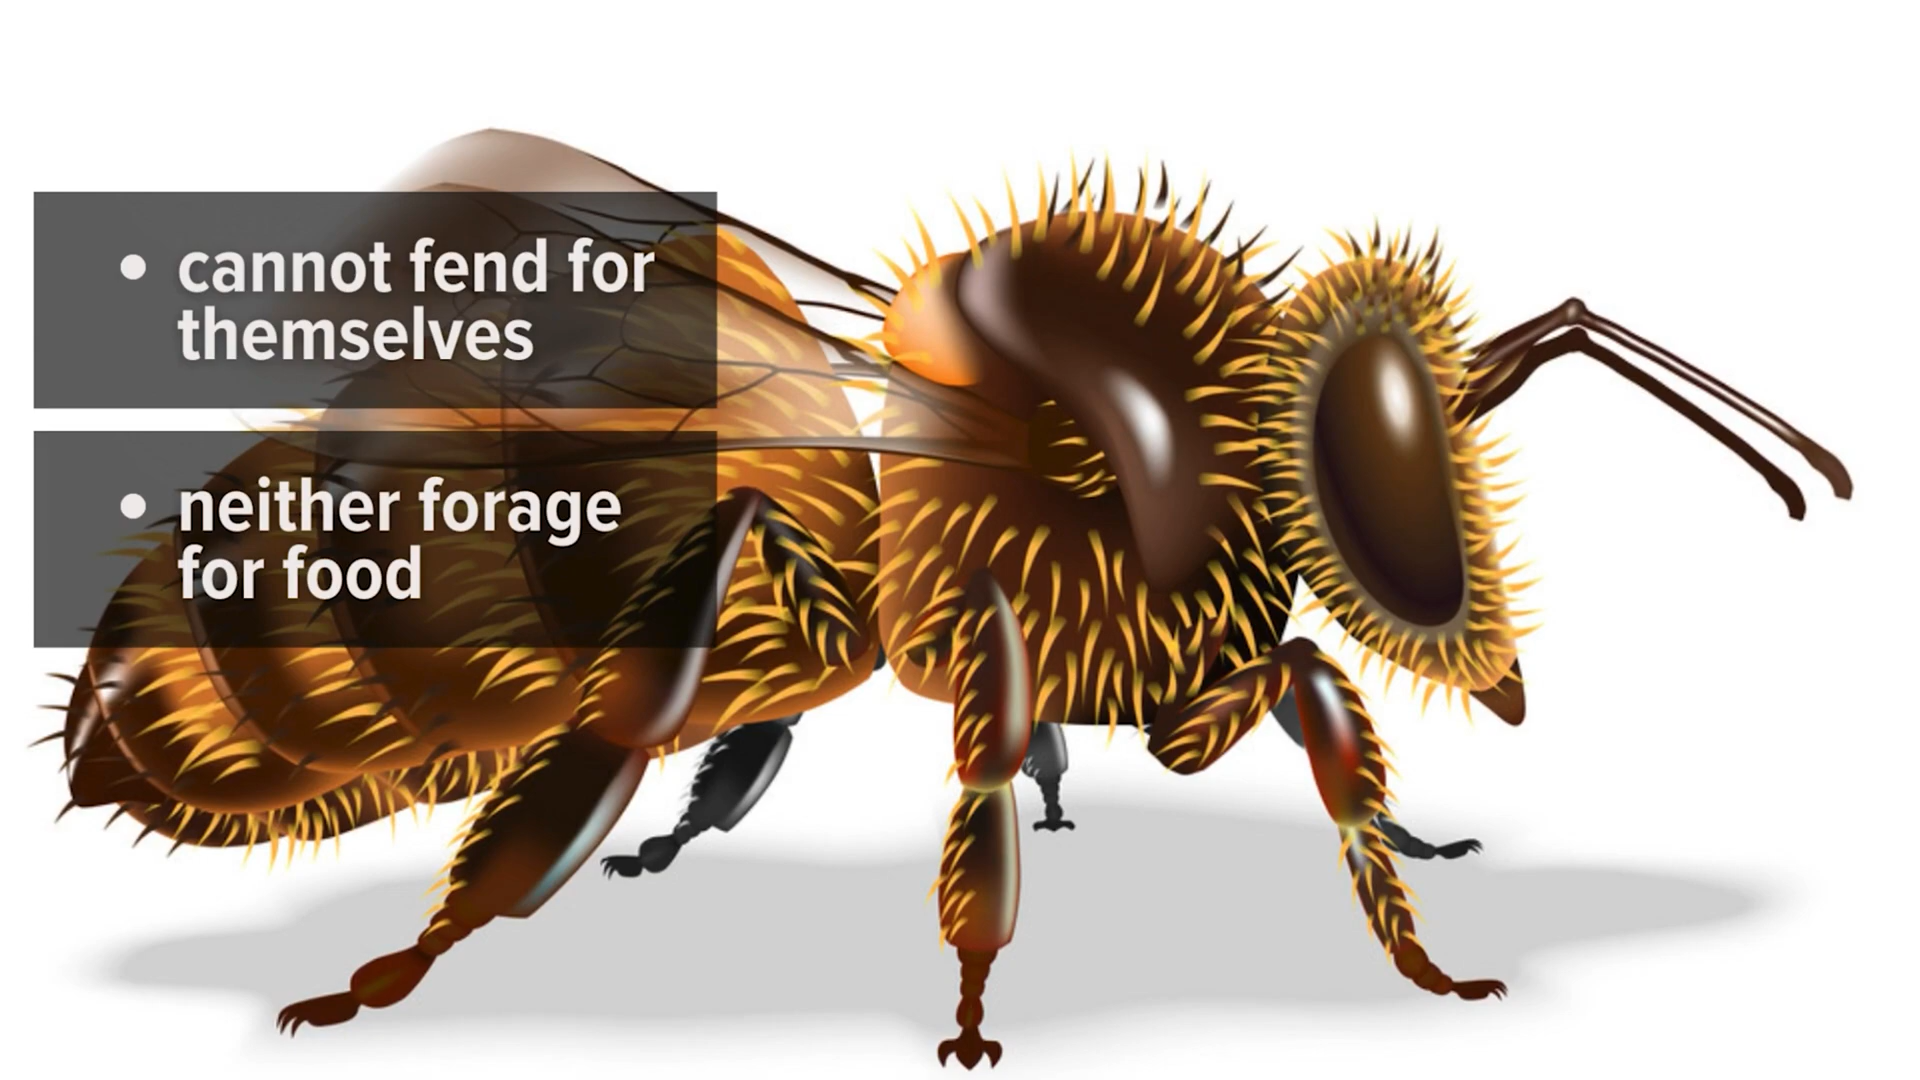 • cannot fend for
themselves
• neither forage
for food